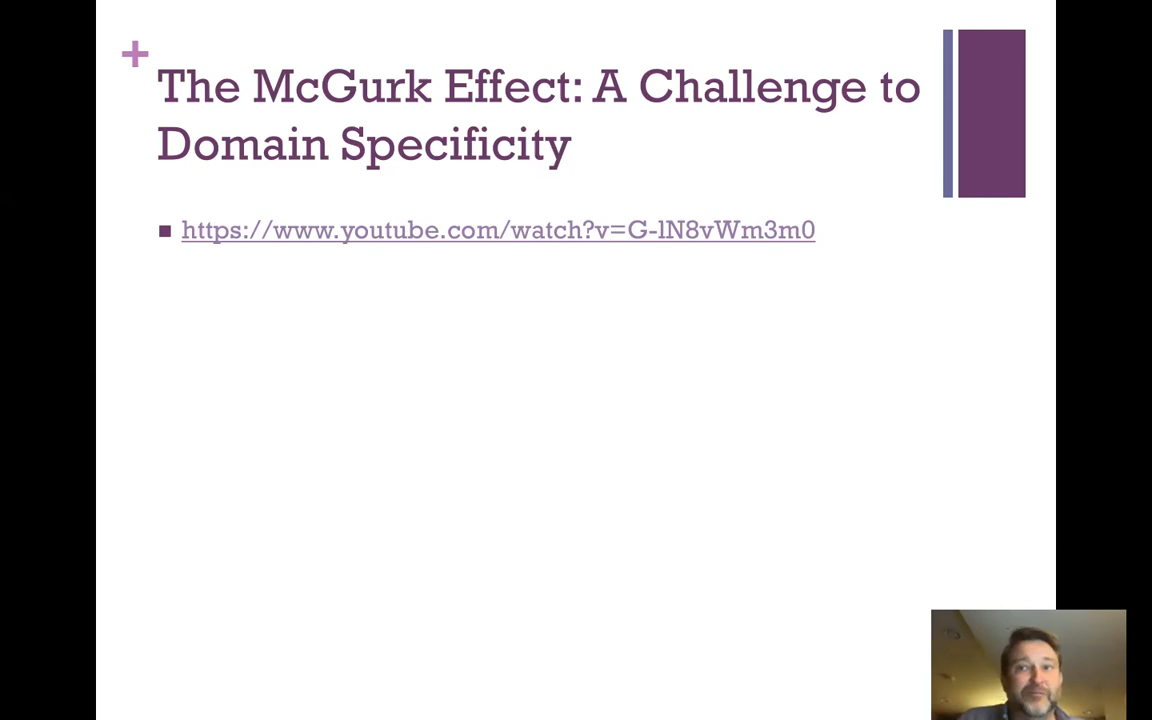 The McGurk Effect: A Challenge to
Domain Specificity
https://www.youtube.com/watch?v=G-lN8vWm3m0